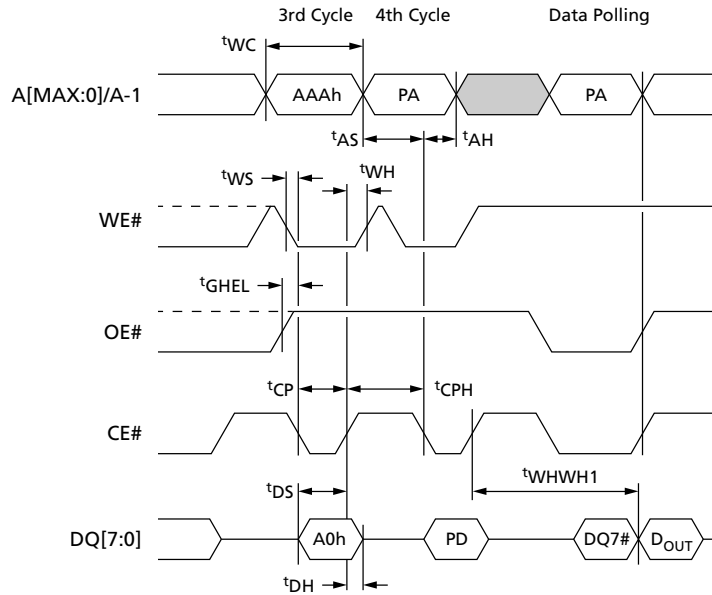 3rd Cycle 4th Cycle Data Polling
tWC
A[MAX:0]/A-1 AAAh PA PA
tAS tAH
tWS tWH
WE#
tGHEL
OE#
tCP tCPH
CE#
tWHWH1
tDS
DQ[7:0] A0h PD DQ7# DOUT
tDH